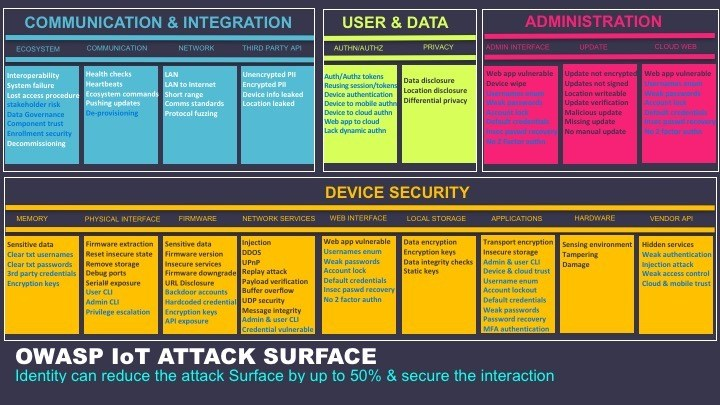 COMMUNICATION & INTEGRATION
ECOSYSTEM
COMMUNICATION
NETWORK
THIRD PARTY API
Interoperability
System failure
Lost access procedure
stakeholder risk
Data Governance
Component trust
Enrollment security
Decommissioning
Health checks
Heartbeats
Ecosystem commands
Pushing updates
De-provisioning
LAN
LAN to Internet
Short range
Comms standards
Protocol fuzzing
Unencrypted PII
Encrypted PII
Device info leaked
Location leaked
USER & DATA
AUTHN/AUTHZ
PRIVACY
Auth/Authz tokens
Reusing session/tokens
Device authentication
Device to mobile authn
Device to cloud authn
Web app to cloud
Lack dynamic authn
Data disclosure
Location disclosure
Differential privacy
ADMINISTRATION
ADMIN INTERFACE
UPDATE
CLOUD WEB
Web app vulnerable
Device wipe
Username enum
Weak passwords
Account lock
Default credentials
Insec paswd recovery
No 2 factor authn
Update not encrypted
Updates not signed
Location writeable
Update verification
Malicious update
Missing update
No manual update
Web app vulnerable
Username enum
Weak passwords
Account lock
Default credentials
Insec paswd recovery
No 2 factor authn
DEVICE SECURITY
MEMORY
PHYSICAL INTERFACE
FIRMWARE
NETWORK SERVICES
WEB INTERFACE
LOCAL STORAGE
APPLICATIONS
HARDWARE
VENDOR API
Sensitive data
Clear txt usernames
Clear txt passwords
3rd party credentials
Encryption keys
Firmware extraction
Reset insecure state
Remove storage
Debug ports
Serial# exposure
User CLI
Admin CLI
Privilege escalation
Sensitive data
Firmware version
Insecure services
Firmware downgrade
URL Disclosure
Backdoor accounts
Hardcoded credential
Encryption keys
API exposure
Injection
DDOS
UPnP
Replay attack
Payload verification
Buffer overflow
UDP security
Message integrity
Admin & user CLI
Credential vulnerable
Web app vulnerable
Usernames enum
Weak passwords
Account lock
Default credentials
Insec paswd recovery
No 2 factor authn
Data encryption
Encryption keys
Data integrity checks
Static keys
Transport encryption
Insecure storage
Admin & user CLI
Device & cloud trust
Username enum
Account lockout
Default credentials
Weak passwords
Password recovery
MFA authentication
Sensing environment
Tampering
Damage
Hidden services
Weak authentication
Injection attack
Weak access control
Cloud & mobile trust
OWASP IoT ATTACK SURFACE
Identity can reduce the attack Surface by up to 50% & secure the interaction